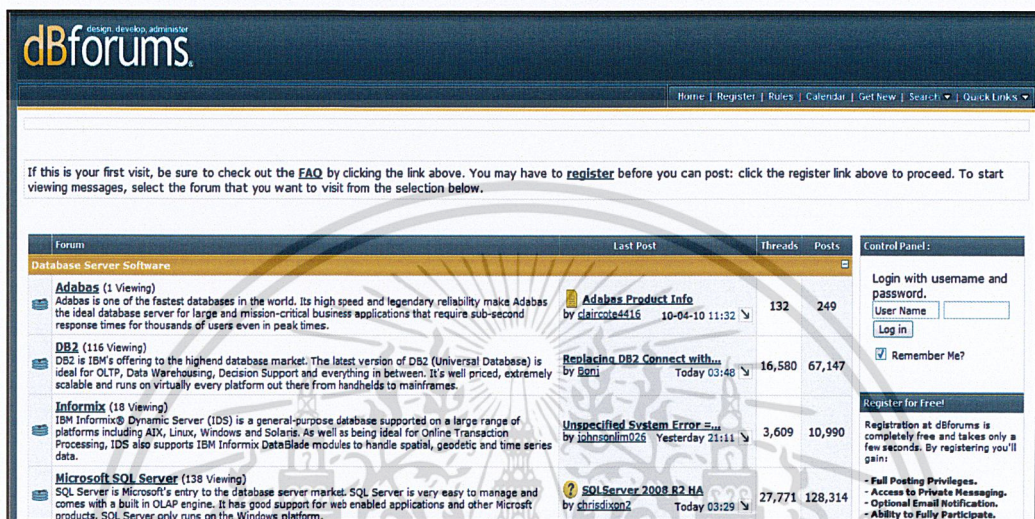 design, develop, administer
dBforums
Home | Register | Rules | Calendar | Get New | Search | Quick Links
If this is your first visit, be sure to check out the FAQ by clicking the link above. You may have to register before you can post: click the register link above to proceed. To start
viewing messages, select the forum that you want to visit from the selection below.
Forum Last Post Threads Posts
Database Server Software
Adabas (1 Viewing)
Adabas is one of the fastest databases in the world. Its high speed and legendary reliability make Adabas
the ideal database server for large and mission-critical business applications that require sub-second
response times for thousands of users even in peak times.
Adabas Product Info
by claircote4416 10-04-10 11:32
132 249
DB2 (116 Viewing)
DB2 is IBM's offering to the highend database market. The latest version of DB2 (Universal Database) is
ideal for OLTP, Data Warehousing, Decision Support and everything in between. It's well priced, extremely
scalable and runs on virtually every platform out there from handhelds to mainframes.
Replacing DB2 Connect with...
by Boni Today 03:48
16,580 67,147
Informix (18 Viewing)
IBM Informix® Dynamic Server (IDS) is a general-purpose database supported on a large range of
platforms including AIX, Linux, Windows and Solaris. As well as being ideal for Online Transaction
Processing, IDS also supports IBM Informix DataBlade modules to handle spatial, geodetic and time series
data.
Unspecified System Error =...
by johnsonlim026 Yesterday 21:11
3,609 10,990
Microsoft SQL Server (138 Viewing)
SQL Server is Microsoft's entry to the database server market. SQL Server is very easy to manage and
comes with a built in OLAP engine. It has good support for web enabled applications and other Microsft
products. SQL Server only runs on the Windows platform.
SQLServer 2008 R2 HA
by chrisdixon2 Today 03:29
27,771 128,314
Control Panel :
Login with username and
password.
User Name
Log in
Remember Me?
Register for Free!
Registration at dBforums is
completely free and takes only a
few seconds. By registering you'll
gain:
- Full Posting Privileges.
- Access to Private Messaging.
- Optional Email Notification.
- Ability to Fully Participate.